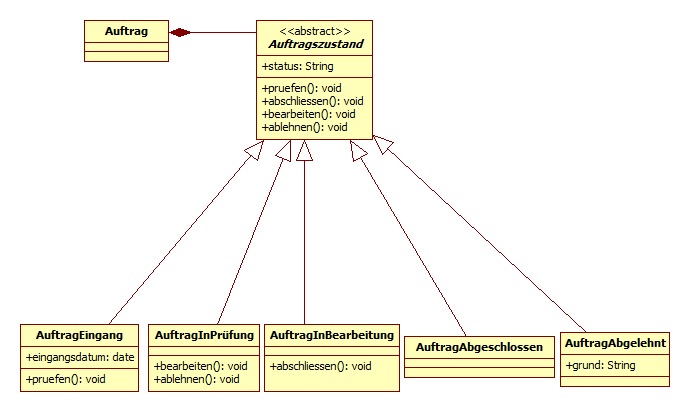 Auftrag
<<abstract>>
Auftragszustand
+status: String
+pruefen(): void
+abschliessen(): void
+bearbeiten(): void
+ablehnen(): void
AuftragEingang
+eingangsdatum: date
+pruefen(): void
AuftragInPrüfung
+bearbeiten(): void
+ablehnen(): void
AuftragInBearbeitung
+abschliessen(): void
AuftragAbgeschlossen
AuftragAbgelehnt
+grund: String